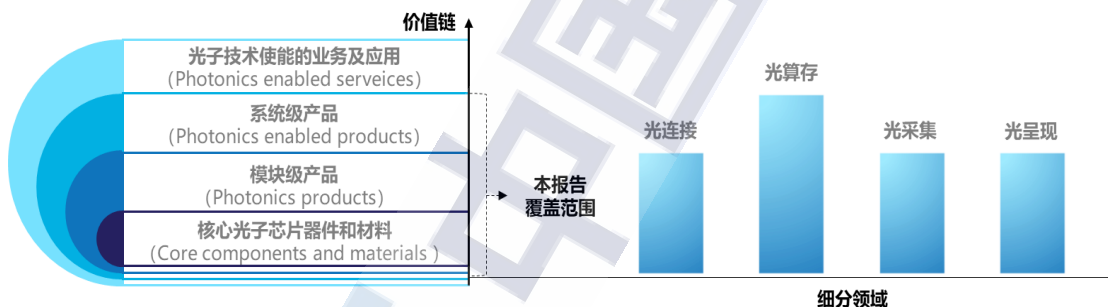 价值链
光子技术使能的业务及应用
(Photonics enabled serveices)
系统级产品
(Photonics enabled products)
模块级产品
(Photonics products)
核心光子芯片器件和材料
(Core components and materials )
本报告
覆盖范围
光连接
光算存
光采集
光呈现
细分领域
中国